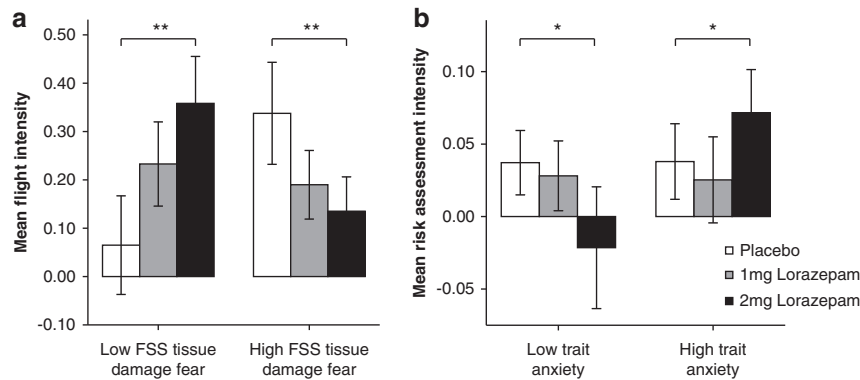 a
**
**
0.50
0.40
0.30
0.20
0.10
0.00
-0.10
Mean flight intensity
Low FSS tissue
damage fear
High FSS tissue
damage fear
b
*
*
0.10
0.05
0.00
-0.05
Mean risk assessment intensity
Placebo
1mg Lorazepam
2mg Lorazepam
Low trait
anxiety
High trait
anxiety